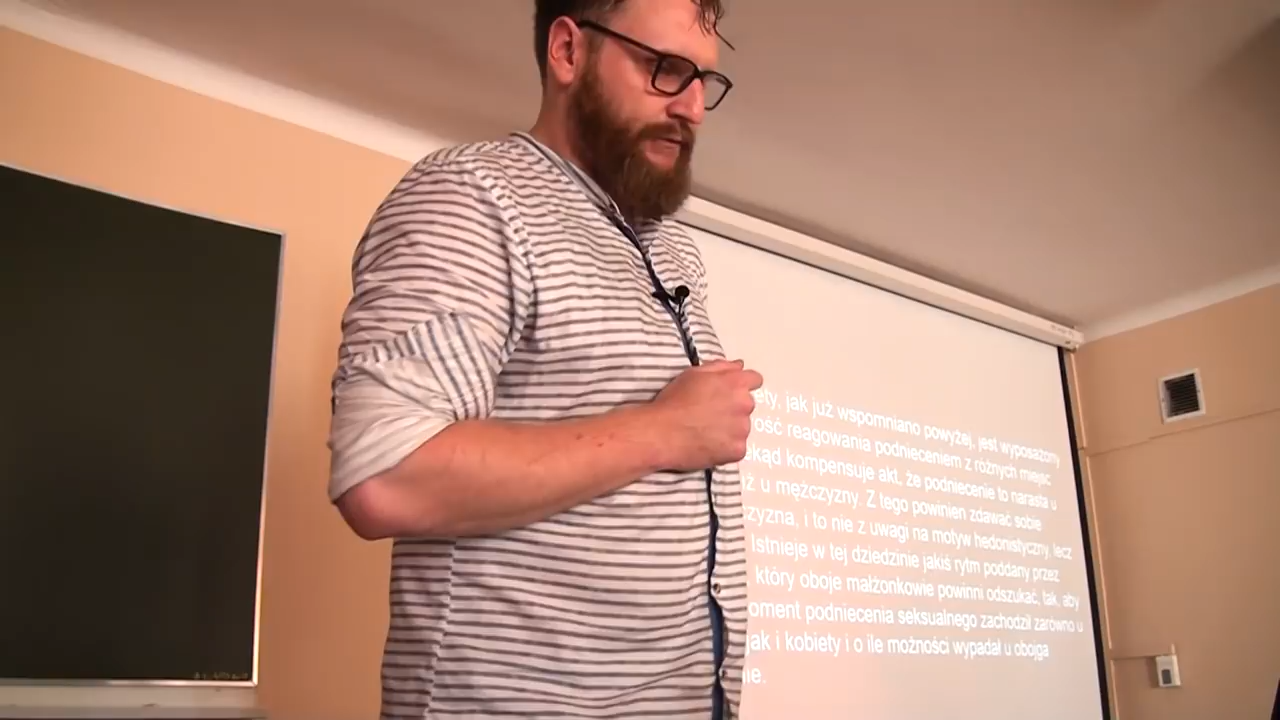 ety, jak już wspomniano powyżej, jest wyposażony
ość reagowania podnieceniem z różnych miejsc
ekąd kompensuje akt, że podniecenie to narasta u
ż u mężczyzny. Z tego powinien zdawać sobie
czyzna, i to nie z uwagi na motyw hedonistyczny, lecz
Istnieje w tej dziedzinie jakiś rytm poddany przez
który oboje małżonkowie powinni odszukać, tak, aby
oment podniecenia seksualnego zachodził zarówno u
jak i kobiety i o ile możności wypadał u obojga
ie.